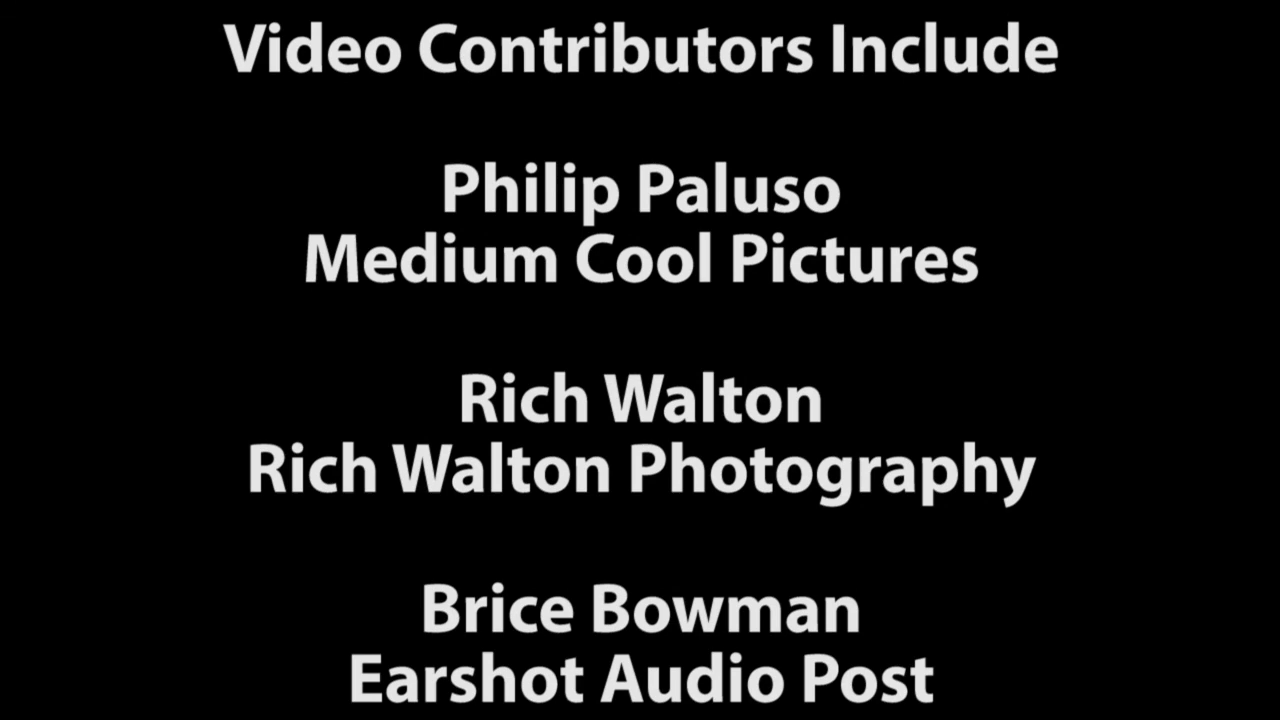 Video Contributors Include
Philip Paluso
Medium Cool Pictures
Rich Walton
Rich Walton Photography
Brice Bowman
Earshot Audio Post